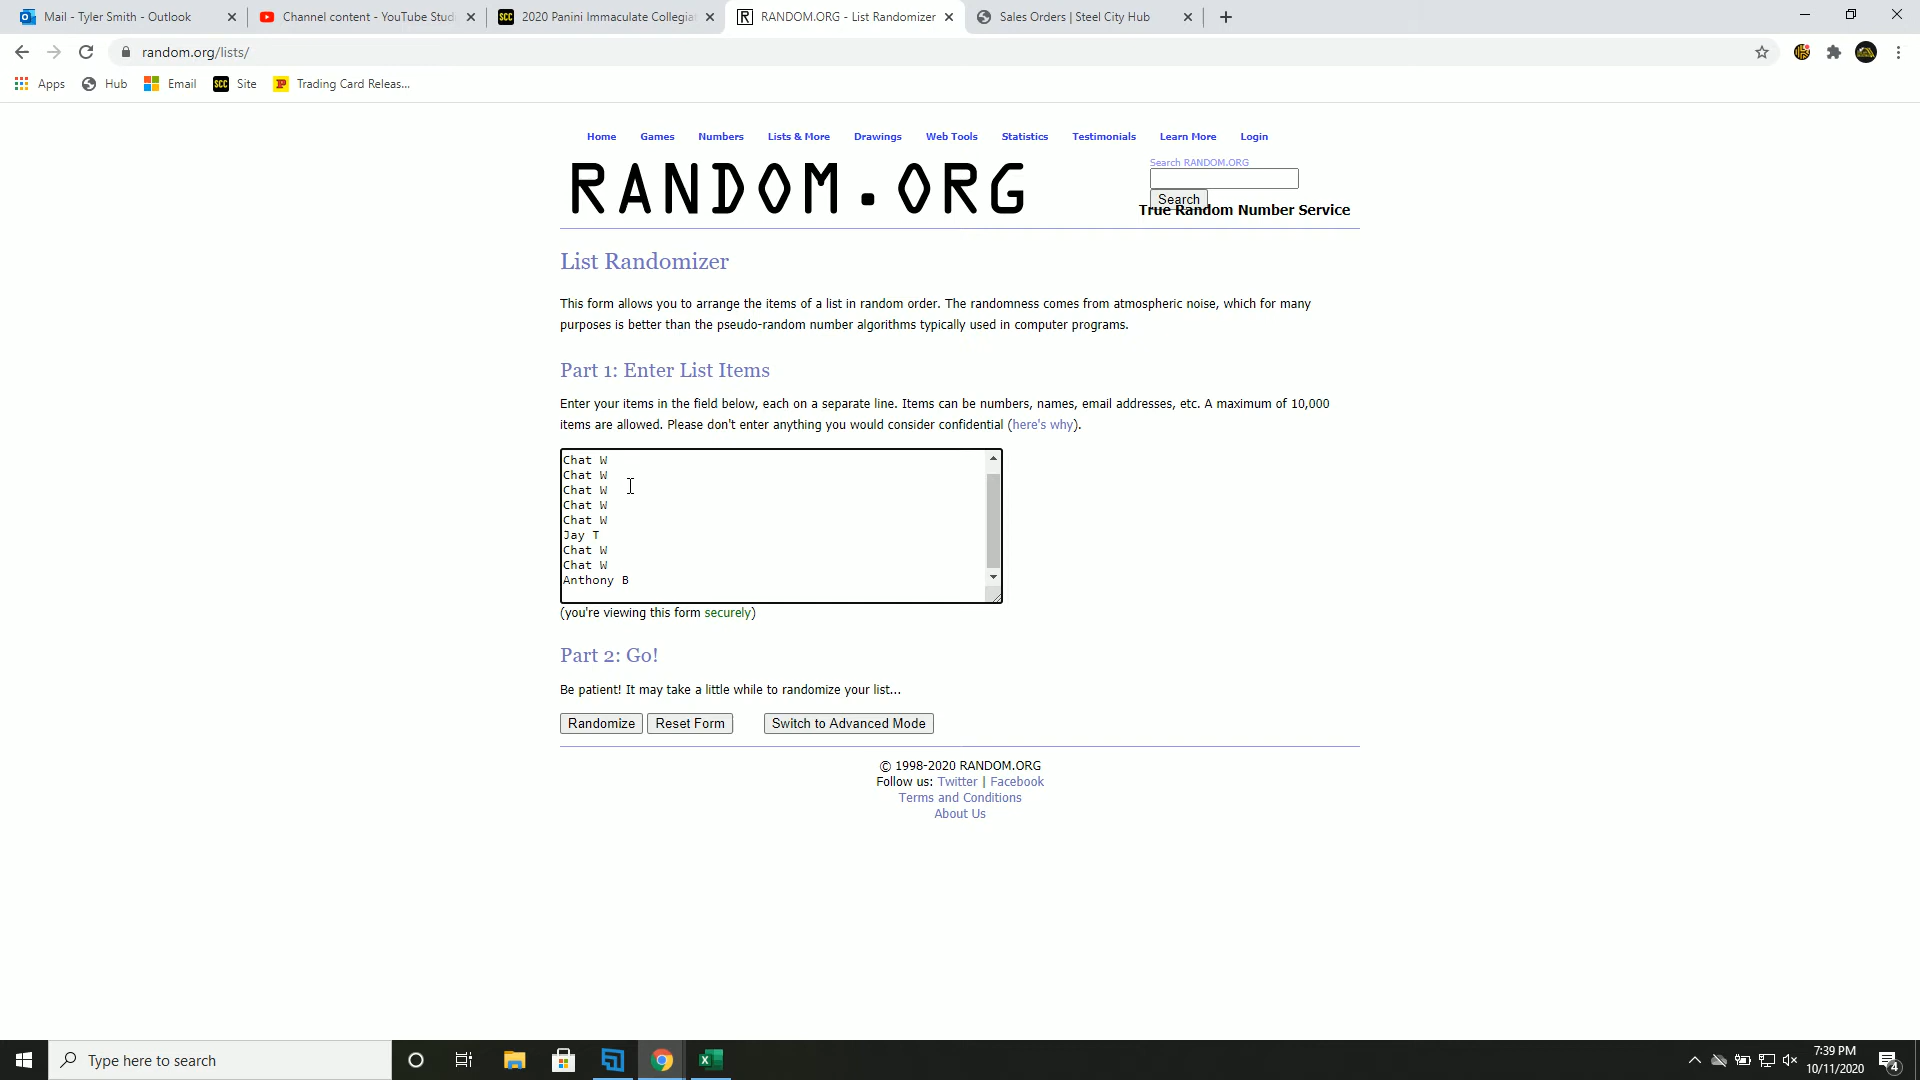 Mail - Tyler Smith - Outlook
Channel content - YouTube Studi
SCC 2020 Panini Immaculate Collegia
R RANDOM.ORG - List Randomizer
Sales Orders | Steel City Hub
random.org/lists/
Apps
Hub
Email
SCC Site
P Trading Card Releas...
Home Games Numbers Lists & More Drawings Web Tools Statistics Testimonials Learn More Login
RANDOM.ORG
Search RANDOM.ORG
Search
True Random Number Service
List Randomizer
This form allows you to arrange the items of a list in random order. The randomness comes from atmospheric noise, which for many
purposes is better than the pseudo-random number algorithms typically used in computer programs.
Part 1: Enter List Items
Enter your items in the field below, each on a separate line. Items can be numbers, names, email addresses, etc. A maximum of 10,000
items are allowed. Please don't enter anything you would consider confidential (here's why).
Chat W
Chat W
Chat W
Chat W
Chat W
Jay T
Chat W
Chat W
Anthony B
(you're viewing this form securely)
Part 2: Go!
Be patient! It may take a little while to randomize your list...
Randomize Reset Form Switch to Advanced Mode
© 1998-2020 RANDOM.ORG
Follow us: Twitter | Facebook
Terms and Conditions
About Us
Type here to search
7:39 PM
10/11/2020
4